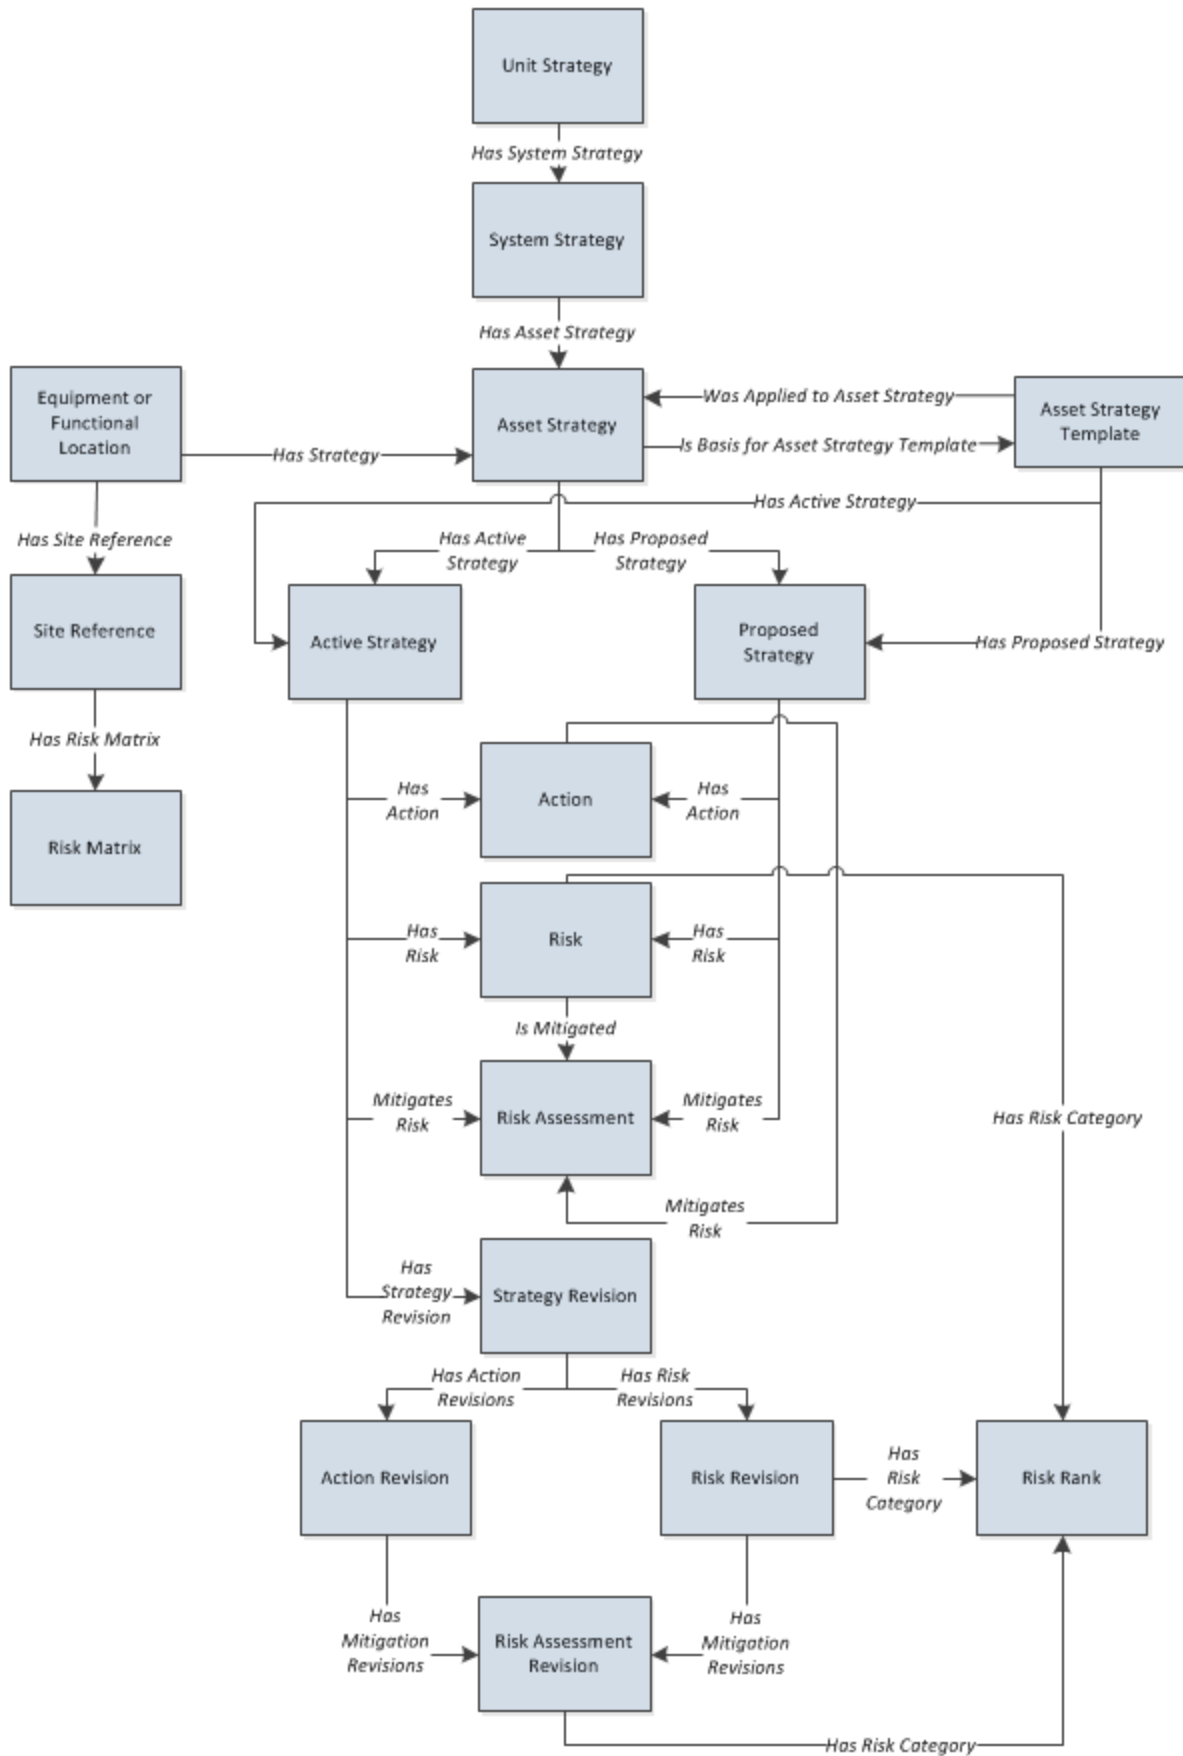 Unit Strategy
Has System Strategy
System Strategy
Has Asset Strategy
Equipment or
Functional
Location
Asset Strategy
Was Applied to Asset Strategy
Is Basis for Asset Strategy Template
Asset Strategy
Template
Has Strategy
Has Active Strategy
Has Site Reference
Has Active
Strategy
Has Proposed
Strategy
Site Reference
Active Strategy
Proposed
Strategy
Has Proposed Strategy
Has Risk Matrix
Risk Matrix
Has
Action
Action
Has
Action
Has
Risk
Risk
Has
Risk
Is Mitigated
Mitigates
Risk
Risk Assessment
Mitigates
Risk
Has Risk Category
Mitigates
Risk
Has
Strategy
Revision
Strategy Revision
Has Action
Revisions
Has Risk
Revisions
Action Revision
Risk Revision
Has
Risk
Category
Risk Rank
Has
Mitigation
Revisions
Risk Assessment
Revision
Has
Mitigation
Revisions
Has Risk Category